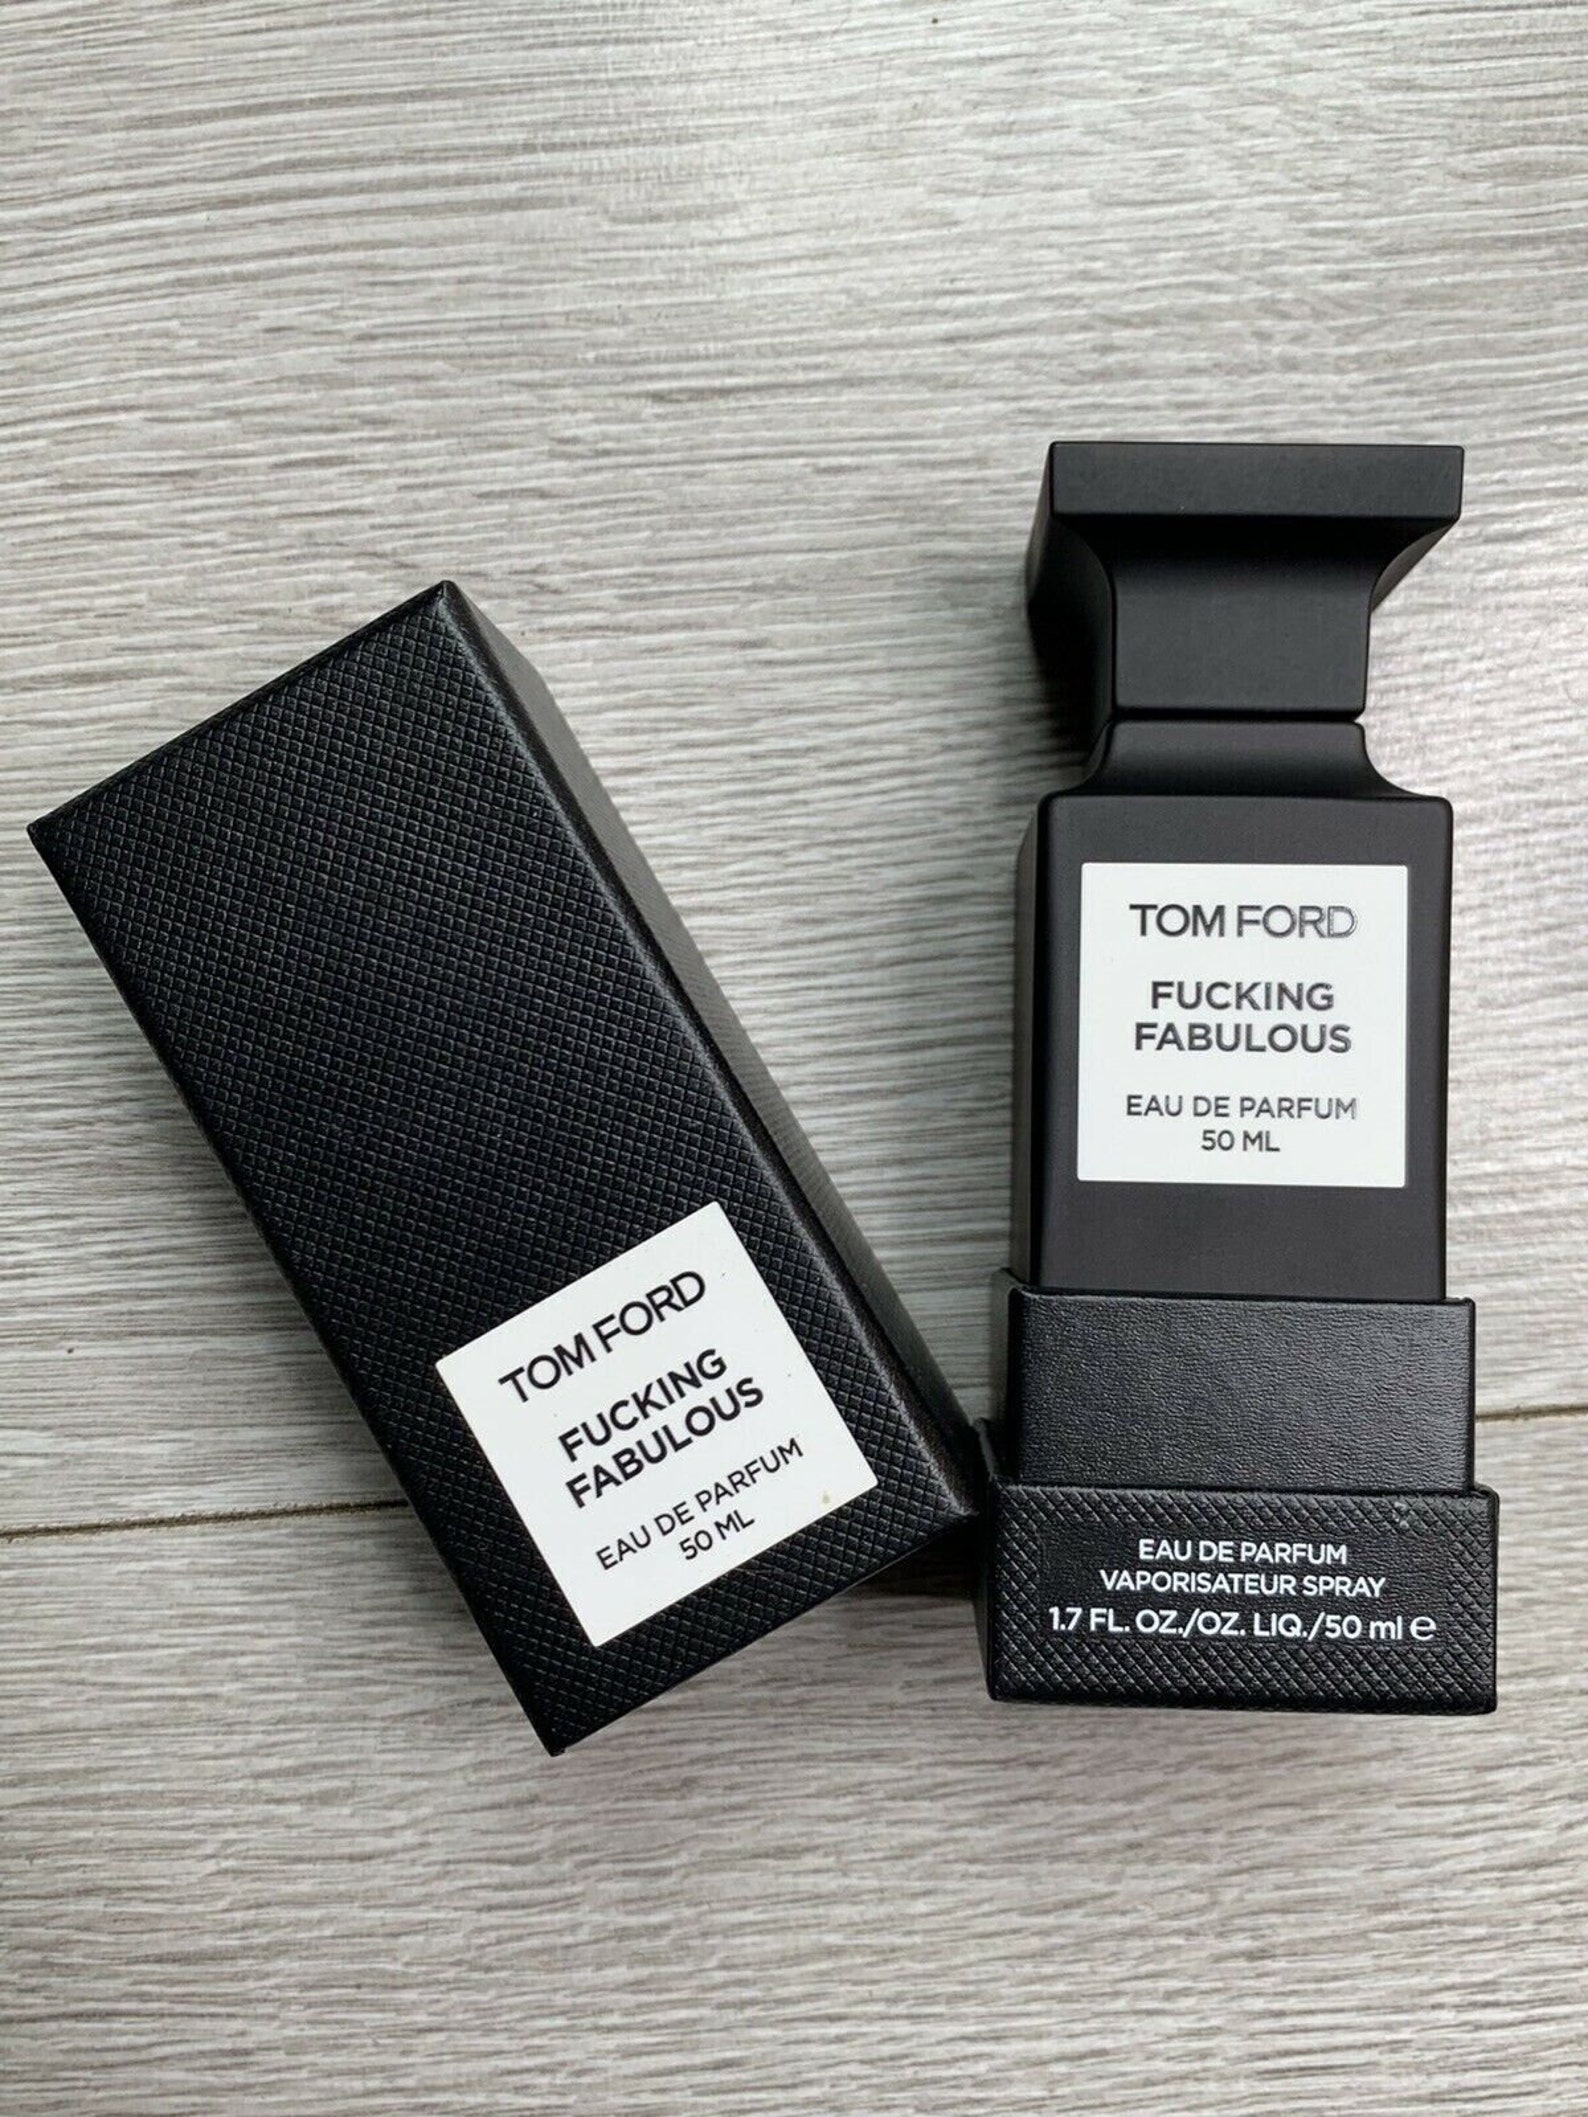 TOM FORD
FUCKING
FABULOUS
EAU DE PARFUM
50 ML
TOM FORD
FUCKING
FABULOUS
EAU DE PARFUM
50 ML
EAU DE PARFUM
VAPORISATEUR SPRAY
1.7 FL. OZ./OZ. LIQ./50 ml ℮